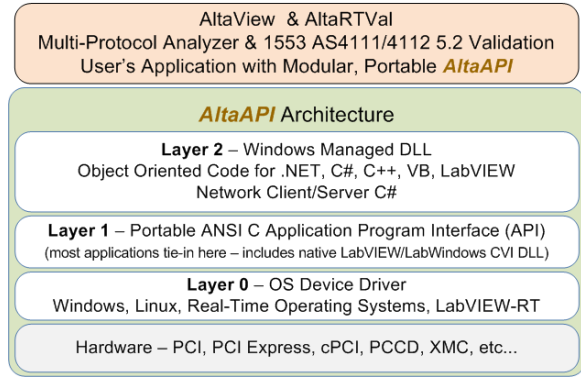 AltaView & AltaRTVal
Multi-Protocol Analyzer & 1553 AS4111/4112 5.2 Validation
User's Application with Modular, Portable AltaAPI
AltaAPI Architecture
Layer 2 – Windows Managed DLL
Object Oriented Code for .NET, C#, C++, VB, LabVIEW
Network Client/Server C#
Layer 1 – Portable ANSI C Application Program Interface (API)
(most applications tie-in here – includes native LabVIEW/LabWindows CVI DLL)
Layer 0 – OS Device Driver
Windows, Linux, Real-Time Operating Systems, LabVIEW-RT
Hardware – PCI, PCI Express, cPCI, PCCD, XMC, etc...